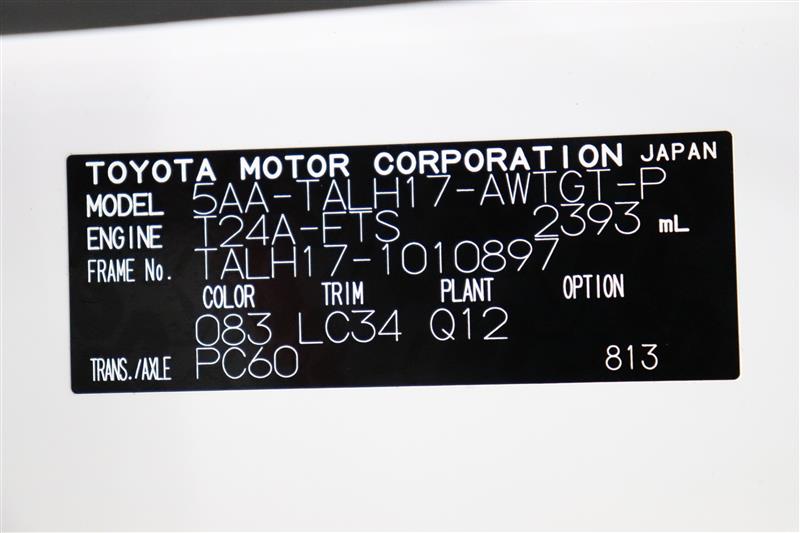 TOYOTA MOTOR CORPORATION JAPAN
MODEL 5AA-TALH17-AWTGT-P
ENGINE T24A-FTS 2393 mL
FRAME No. TALH17-1010897
COLOR TRIM PLANT OPTION
083 LC34 Q12
TRANS./AXLE PC60 813